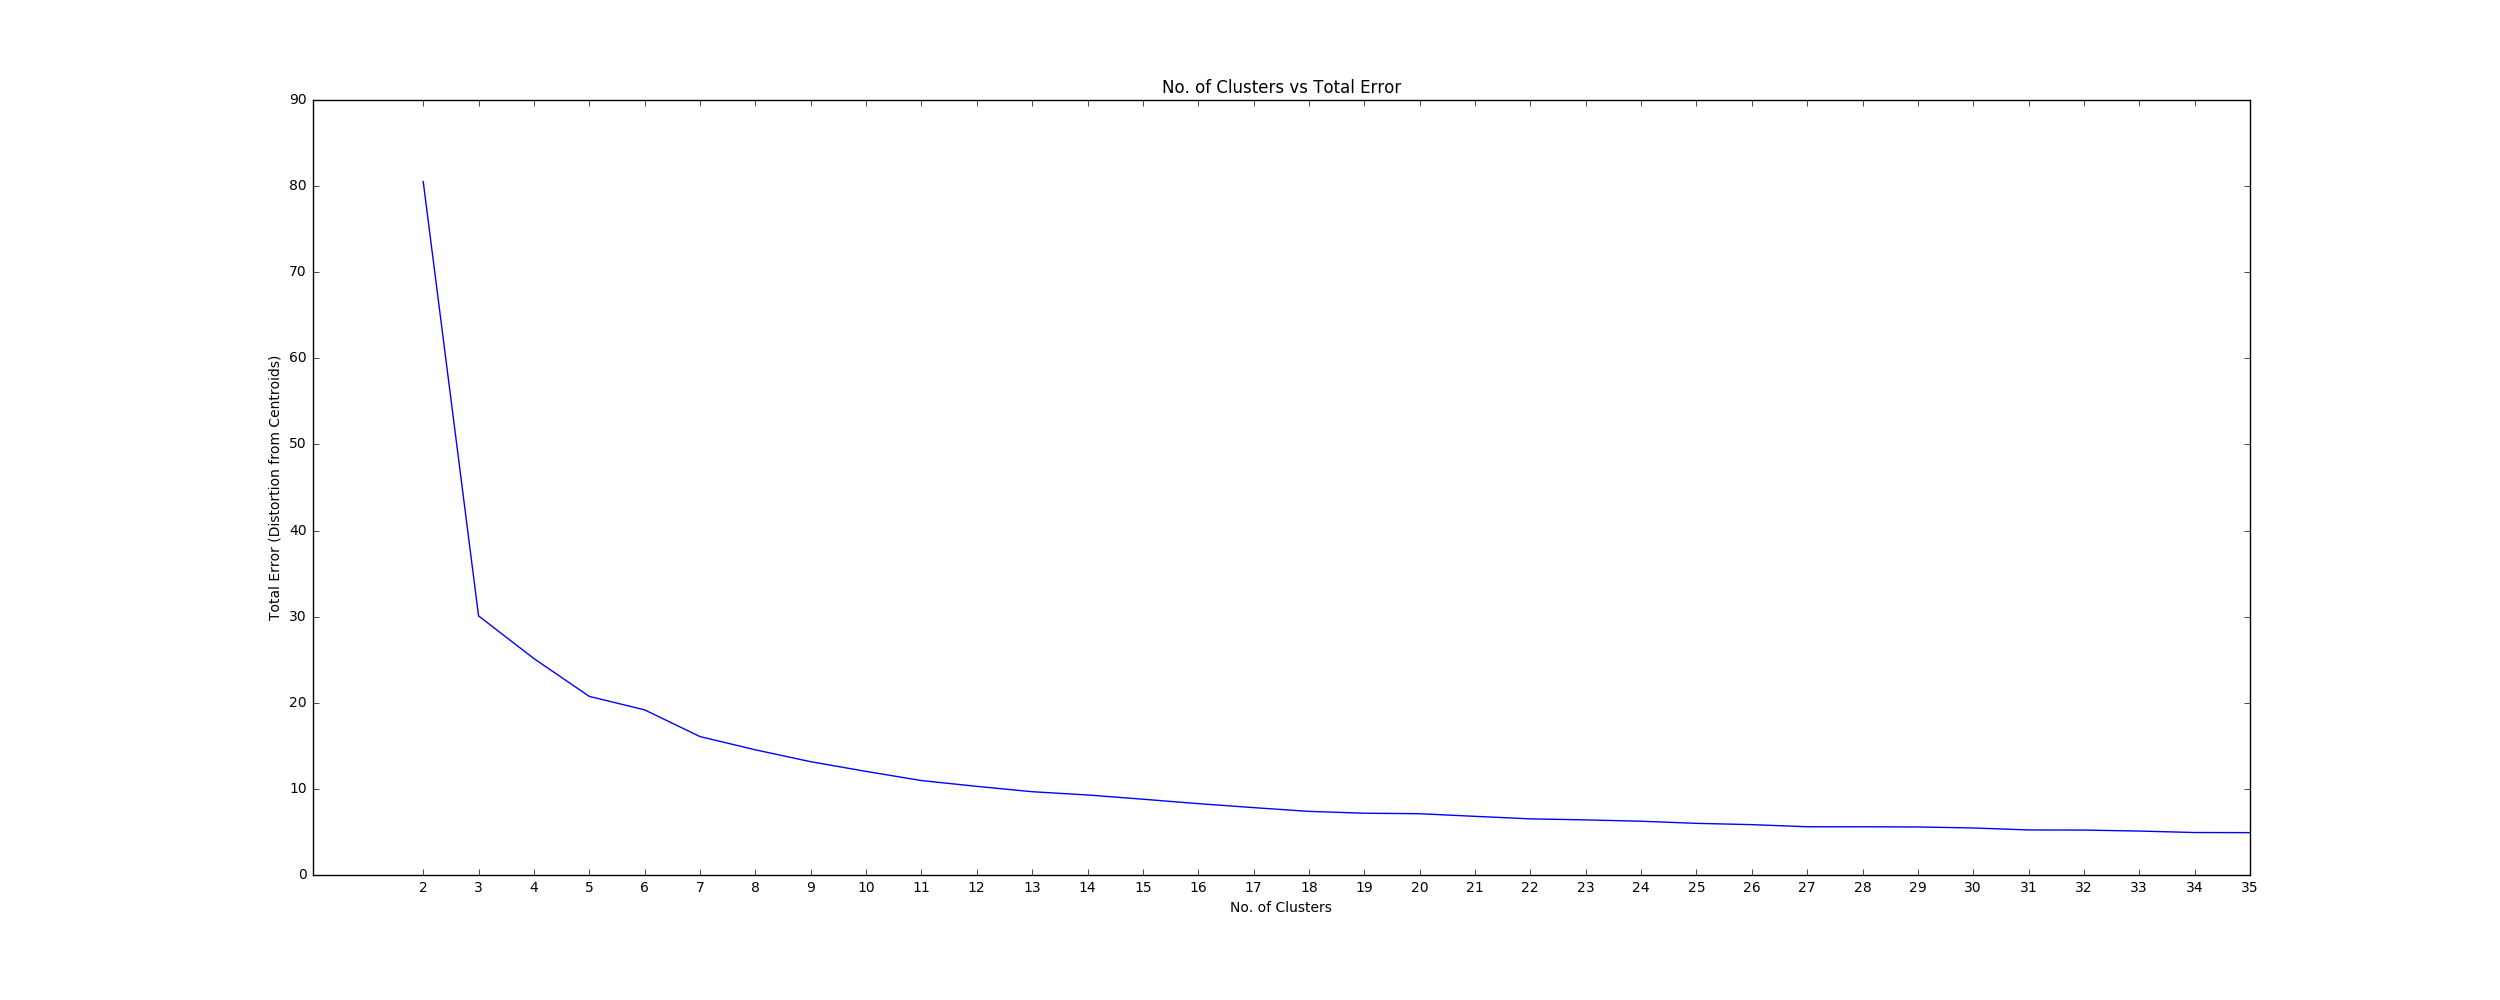 No. of Clusters vs Total Error
90
80
70
60
50
40
30
20
10
0
Total Error (Distortion from Centroids)
2 3 4 5 6 7 8 9 10 11 12 13 14 15 16 17 18 19 20 21 22 23 24 25 26 27 28 29 30 31 32 33 34 35
No. of Clusters